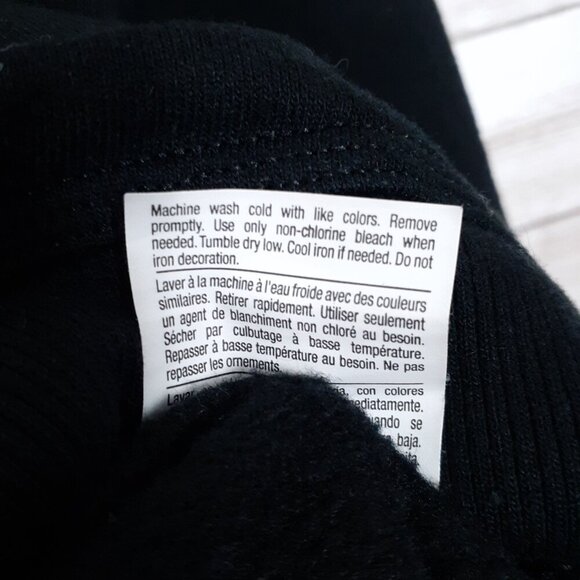 Machine wash cold with like colors. Remove
promptly. Use only non-chlorine bleach when
needed. Tumble dry low. Cool iron if needed. Do not
iron decoration.
Laver à la machine à l'eau froide avec des couleurs
similaires. Retirer rapidement. Utiliser seulement
un agent de blanchiment non chloré au besoin.
Sécher par culbutage à basse température.
Repasser à basse température au besoin. Ne pas
repasser les ornements.
con colores
ando se
baja.